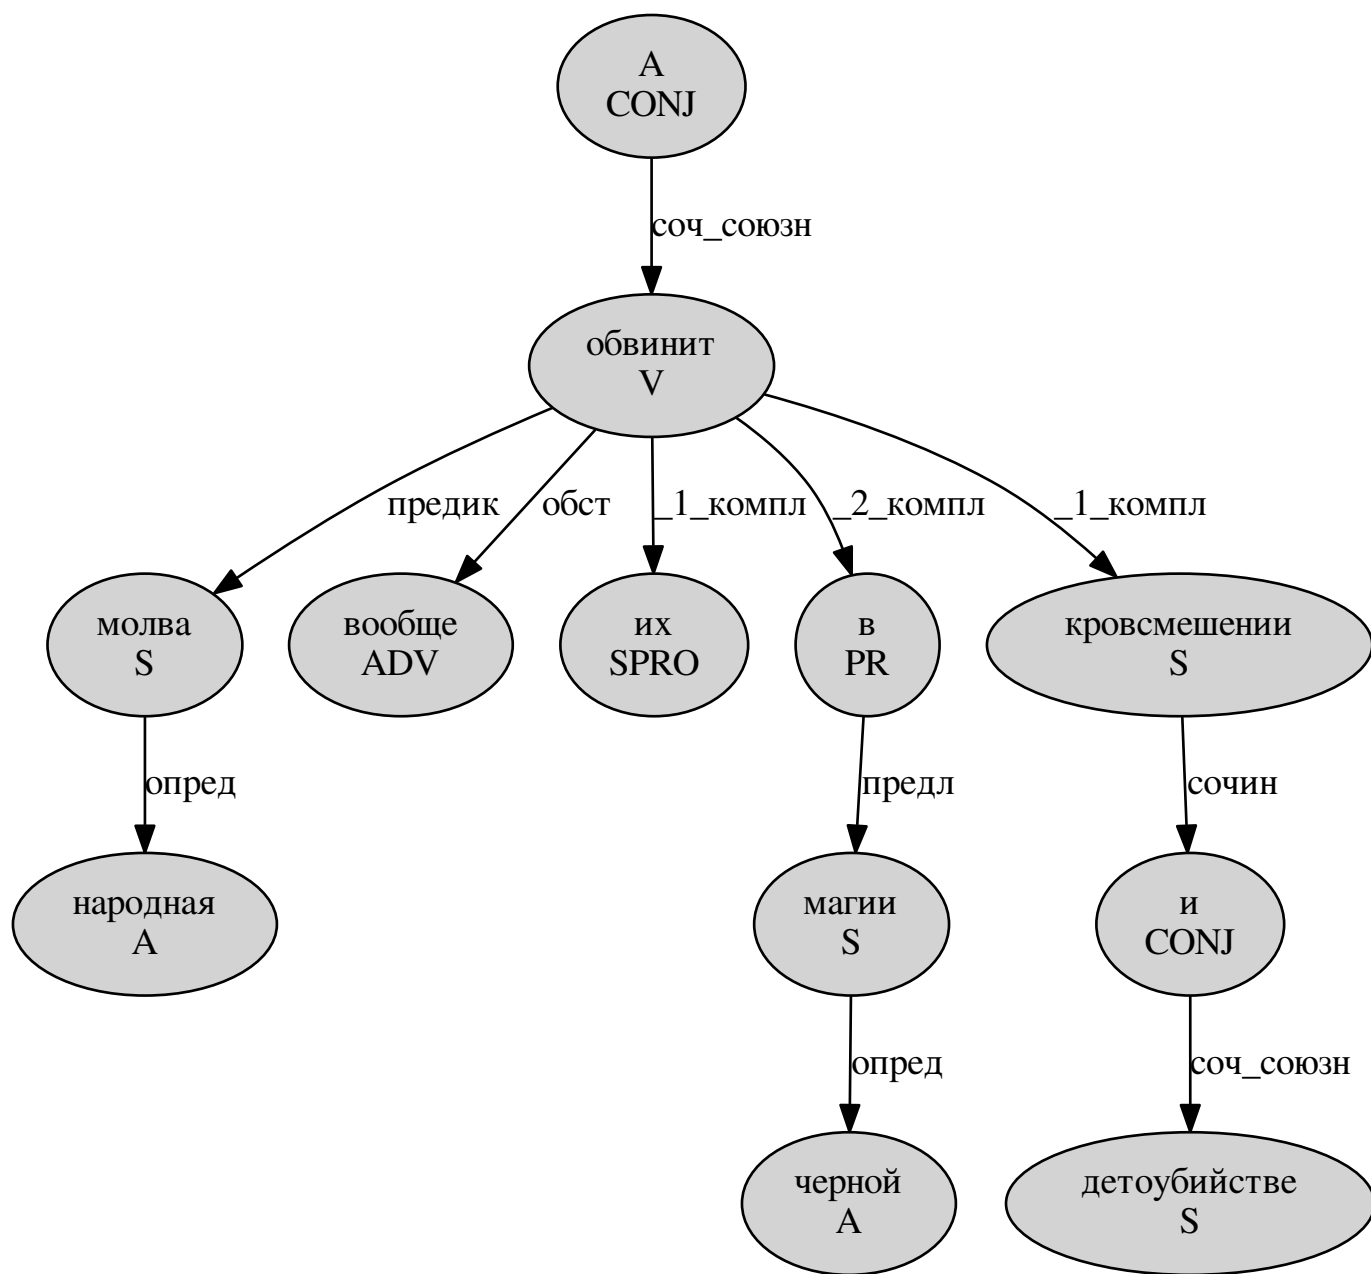 А
CONJ
соч_союзн
обвинит
V
предик
обст
_1_компл
_2_компл
_1_компл
молва
S
вообще
ADV
их
SPRO
в
PR
кровсмешении
S
опред
предл
сочин
народная
A
магии
S
и
CONJ
опред
соч_союзн
черной
A
детоубийстве
S